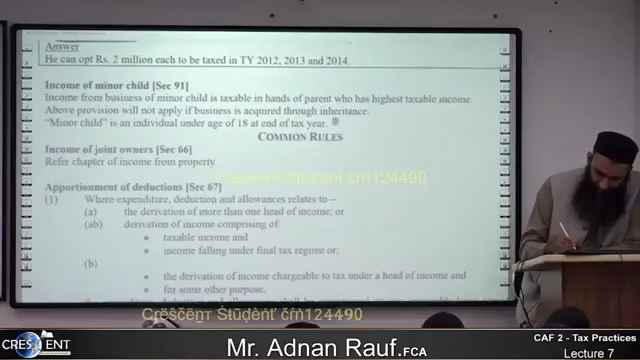 Answer
He can opt Rs. 2 million each to be taxed in TY 2012, 2013 and 2014.
Income of minor child [Sec 91]
Income from business of minor child is taxable in hands of parent who has highest taxable income.
Above provision will not apply if business is acquired through inheritance.
“Minor child” is an individual under age of 18 at end of tax year.
COMMON RULES
Income of joint owners [Sec 66]
Refer chapter of income from property
Crescent Student crn124490
Apportionment of deductions [Sec 67]
(1) Where expenditure, deduction and allowances relates to –
(a) the derivation of more than one head of income; or
(ab) derivation of income comprising of:
• taxable income and
• income falling under final tax regime or;
(b)
• the derivation of income chargeable to tax under a head of income and
• for some other purpose.
CRESCENT
Mr. Adnan Rauf.FCA
CAF 2 - Tax Practices
Lecture 7